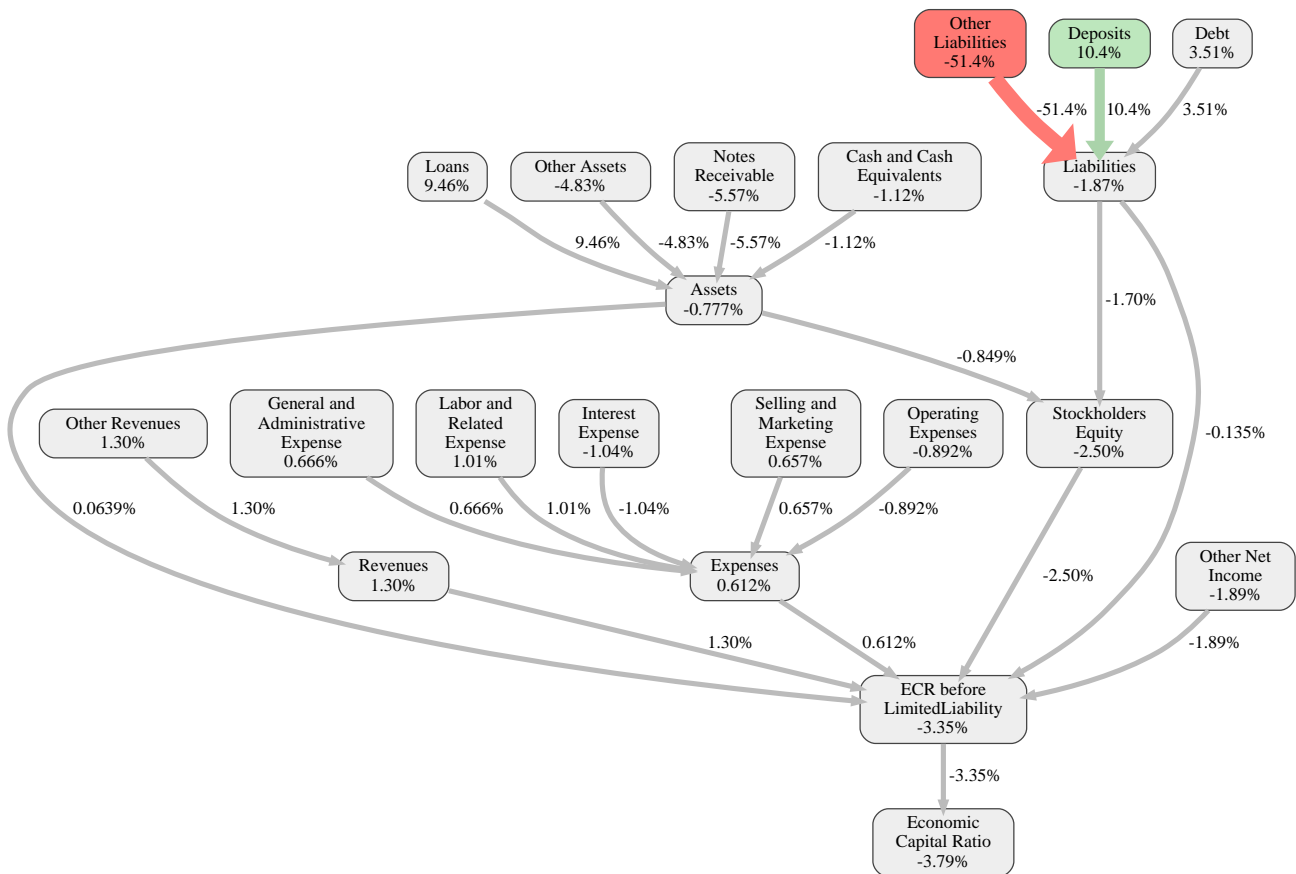 Other
Liabilities
-51.4%
Deposits
10.4%
Debt
3.51%
-51.4%
10.4%
3.51%
Loans
9.46%
Other Assets
-4.83%
Notes
Receivable
-5.57%
Cash and Cash
Equivalents
-1.12%
Liabilities
-1.87%
9.46%
-4.83%
-5.57%
-1.12%
Assets
-0.777%
-1.70%
-0.849%
Other Revenues
1.30%
General and
Administrative
Expense
0.666%
Labor and
Related
Expense
1.01%
Interest
Expense
-1.04%
Selling and
Marketing
Expense
0.657%
Operating
Expenses
-0.892%
Stockholders
Equity
-2.50%
-0.135%
0.0639%
1.30%
0.666%
1.01%
-1.04%
0.657%
-0.892%
Revenues
1.30%
Expenses
0.612%
-2.50%
Other Net
Income
-1.89%
1.30%
0.612%
-1.89%
ECR before
LimitedLiability
-3.35%
-3.35%
Economic
Capital Ratio
-3.79%